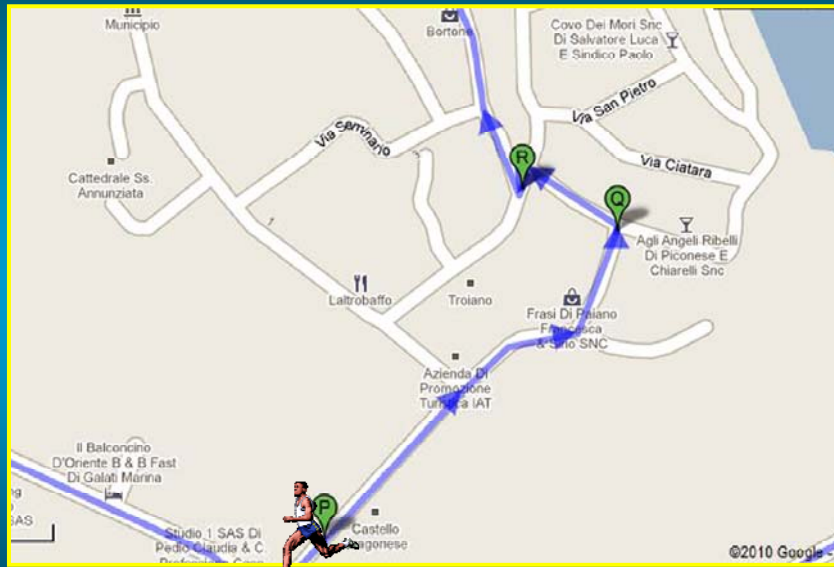 Municipio
Bortone
Covo Dei Mori Snc
Di Salvatore Luca
E Sindico Paolo
Via San Pietro
Via Seminario
Via Ciatara
Cattedrale Ss.
Annunziata
R
Q
Agli Angeli Ribelli
Di Piconese E
Chiarelli Snc
Laltrobaffo
Troiano
Frasi Di Paiano
Francesca
& Sino SNC
Azienda Di
Promozione
Turistica IAT
Il Balconcino
D'Oriente B & B Fast
Di Galati Marina
SAS
P
Castello
Aragonese
Studio 1 SAS Di
Pedio Claudia & C.
©2010 Google -